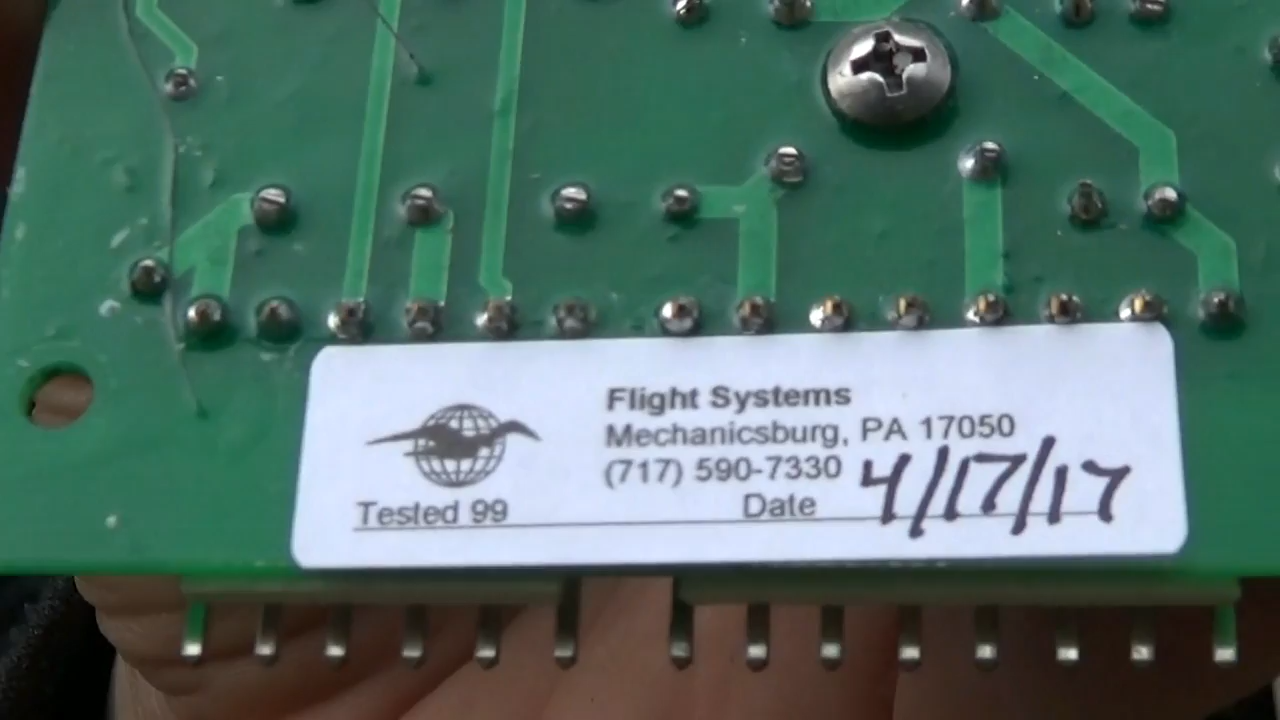 Flight Systems
Mechanicsburg, PA 17050
(717) 590-7330
Tested 99 Date 4/17/17